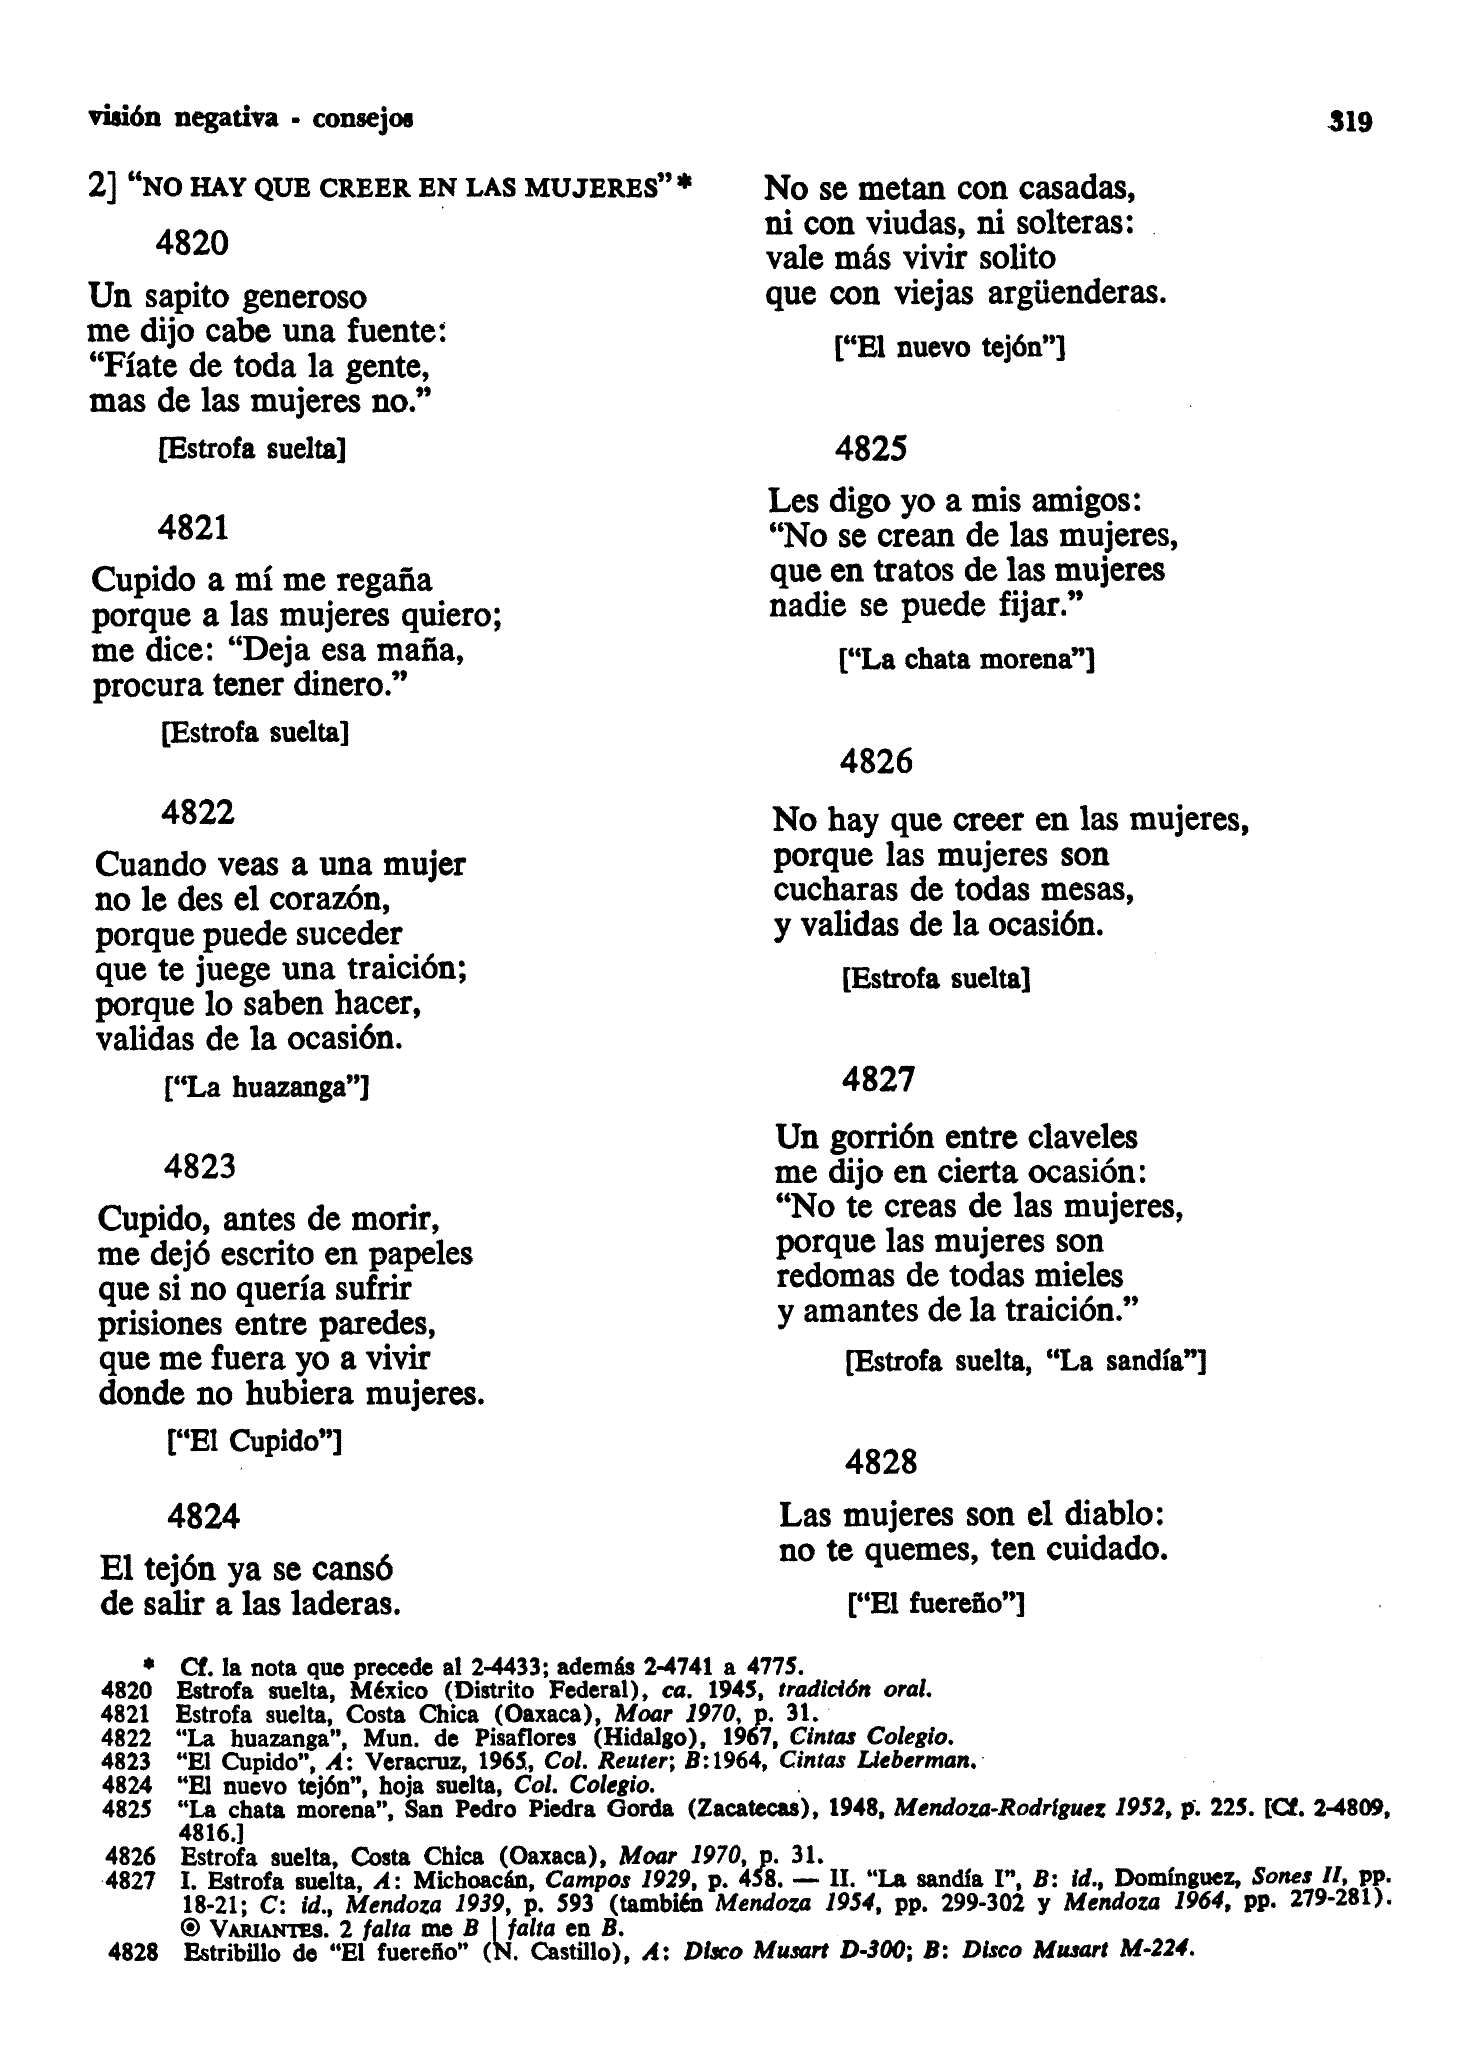 visión negativa - consejos
319
2] “NO HAY QUE CREER EN LAS MUJERES”*
4820
Un sapito generoso
me dijo cabe una fuente:
“Fíate de toda la gente,
mas de las mujeres no.”
[Estrofa suelta]
4821
Cupido a mí me regaña
porque a las mujeres quiero;
me dice: “Deja esa maña,
procura tener dinero.”
[Estrofa suelta]
4822
Cuando veas a una mujer
no le des el corazón,
porque puede suceder
que te juege una traición;
porque lo saben hacer,
validas de la ocasión.
[“La huazanga”]
4823
Cupido, antes de morir,
me dejó escrito en papeles
que si no quería sufrir
prisiones entre paredes,
que me fuera yo a vivir
donde no hubiera mujeres.
[“El Cupido”]
4824
El tejón ya se cansó
de salir a las laderas.
No se metan con casadas,
ni con viudas, ni solteras:
vale más vivir solito
que con viejas argüenderas.
[“El nuevo tejón”]
4825
Les digo yo a mis amigos:
“No se crean de las mujeres,
que en tratos de las mujeres
nadie se puede fijar.”
[“La chata morena”]
4826
No hay que creer en las mujeres,
porque las mujeres son
cucharas de todas mesas,
y validas de la ocasión.
[Estrofa suelta]
4827
Un gorrión entre claveles
me dijo en cierta ocasión:
“No te creas de las mujeres,
porque las mujeres son
redomas de todas mieles
y amantes de la traición.”
[Estrofa suelta, “La sandía”]
4828
Las mujeres son el diablo:
no te quemes, ten cuidado.
[“El fuereño”]
* Cf. la nota que precede al 2-4433; además 2-4741 a 4775.
4820 Estrofa suelta, México (Distrito Federal), ca. 1945, tradición oral.
4821 Estrofa suelta, Costa Chica (Oaxaca), Moar 1970, p. 31.
4822 “La huazanga”, Mun. de Pisaflores (Hidalgo), 1967, Cintas Colegio.
4823 “El Cupido”, A: Veracruz, 1965, Col. Reuter; B:1964, Cintas Lieberman.
4824 “El nuevo tejón”, hoja suelta, Col. Colegio.
4825 “La chata morena”, San Pedro Piedra Gorda (Zacatecas), 1948, Mendoza-Rodríguez 1952, p. 225. [Cf. 2-4809,
4816.]
4826 Estrofa suelta, Costa Chica (Oaxaca), Moar 1970, p. 31.
4827 I. Estrofa suelta, A: Michoacán, Campos 1929, p. 458. — II. “La sandía I”, B: id., Domínguez, Sones II, pp.
18-21; C: id., Mendoza 1939, p. 593 (también Mendoza 1954, pp. 299-302 y Mendoza 1964, pp. 279-281).
⊙ VARIANTES. 2 falta me B | falta en B.
4828 Estribillo de “El fuereño” (N. Castillo), A: Disco Musart D-300; B: Disco Musart M-224.